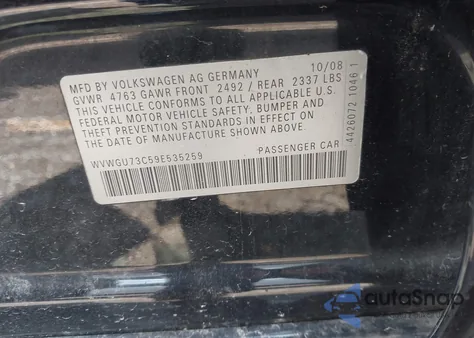 MFD BY VOLKSWAGEN AG GERMANY 10/08
GVWR 4763 GAWR FRONT 2492 / REAR 2337 LBS
THIS VEHICLE CONFORMS TO ALL APPLICABLE U.S.
FEDERAL MOTOR VEHICLE SAFETY, BUMPER AND
THEFT PREVENTION STANDARDS IN EFFECT ON
THE DATE OF MANUFACTURE SHOWN ABOVE.
WVWGU73C59E535259 PASSENGER CAR
4426072 1046 1
autoSnap